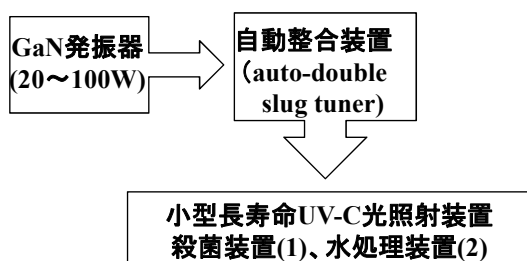 GaN発振器
(20～100W)
自動整合装置
（auto-double
slug tuner)
小型長寿命UV-C光照射装置
殺菌装置(1)、水処理装置(2)